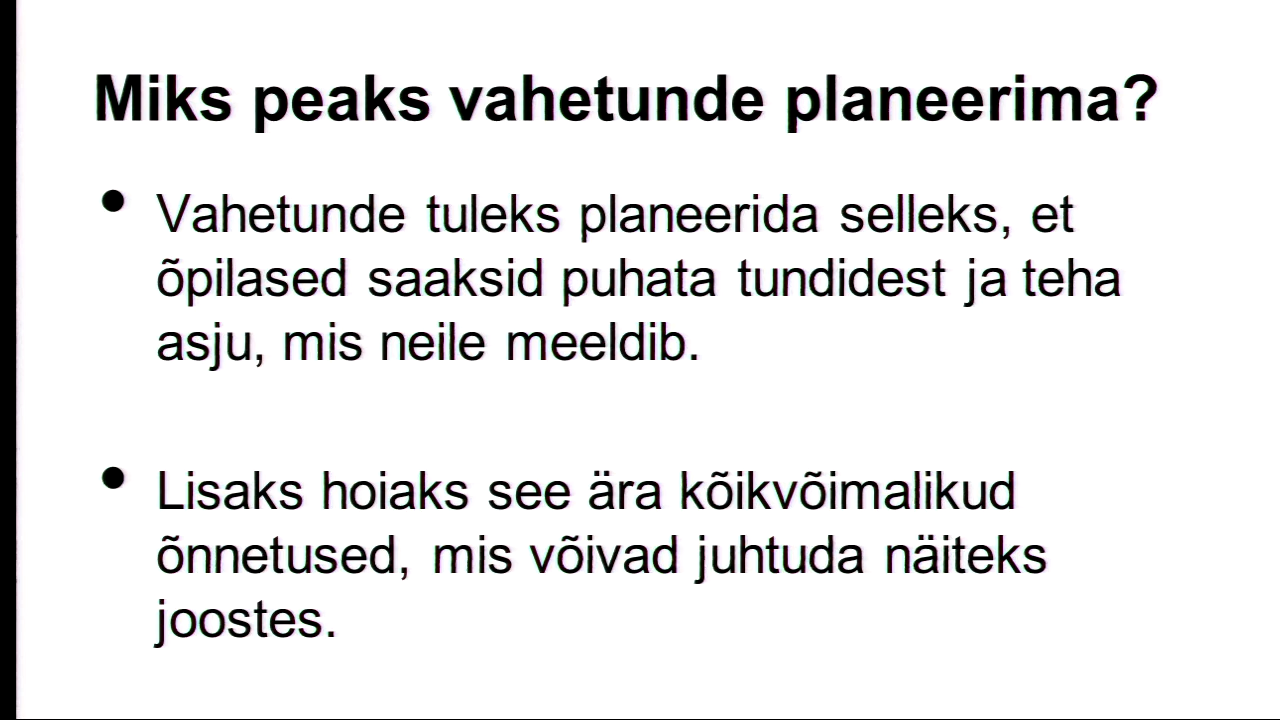 Miks peaks vahetunde planeerima?
• Vahetunde tuleks planeerida selleks, et
õpilased saaksid puhata tundidest ja teha
asju, mis neile meeldib.
• Lisaks hoiaks see ära kõikvõimalikud
õnnetused, mis võivad juhtuda näiteks
joostes.